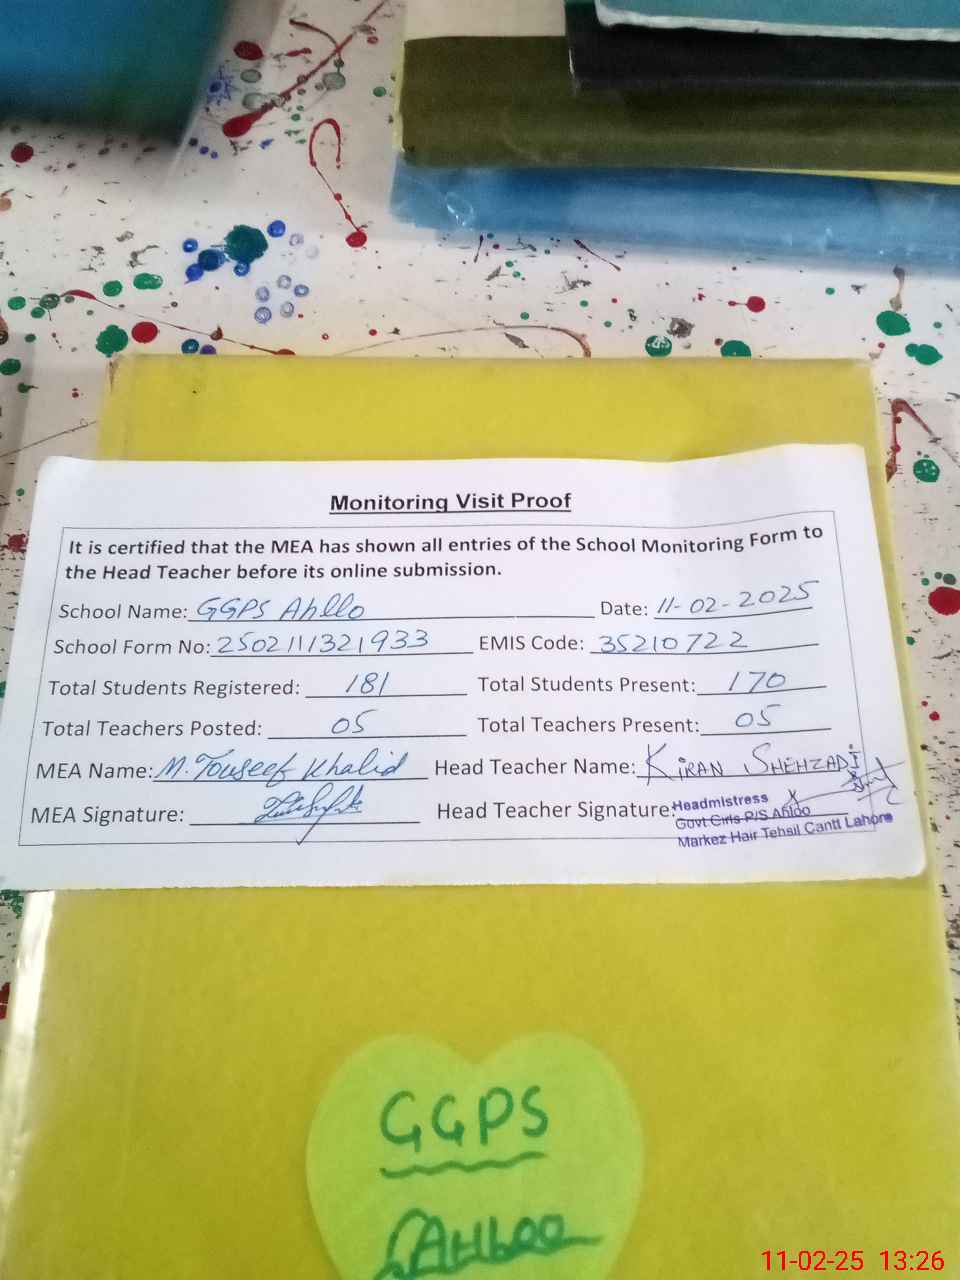 Monitoring Visit Proof
It is certified that the MEA has shown all entries of the School Monitoring Form to
the Head Teacher before its online submission.
School Name: GGPS Ahllo Date: 11-02-2025
School Form No: 2502111321933 EMIS Code: 35210722
Total Students Registered: 181 Total Students Present: 170
Total Teachers Posted: 05 Total Teachers Present: 05
MEA Name: M. Touseef Khalid Head Teacher Name: KIRAN SHEHZADI
MEA Signature: Head Teacher Signature:
Headmistress
Govt Girls P/S Ahloo
Markez Hair Tehsil Cantt Lahore
GGPS
AHLOO
11-02-25 13:26